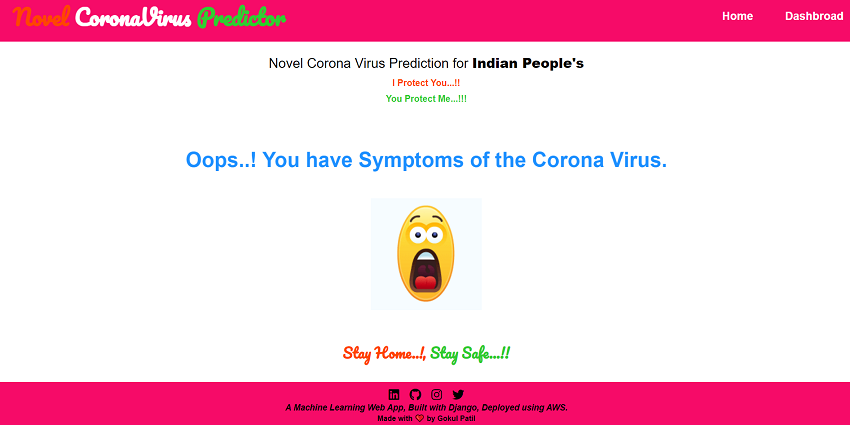 Novel CoronaVirus Predictor
Home Dashbroad
Novel Corona Virus Prediction for Indian People's
I Protect You...!!
You Protect Me...!!!
Oops..! You have Symptoms of the Corona Virus.
Stay Home..!, Stay Safe...!!
A Machine Learning Web App, Built with Django, Deployed using AWS.
Made with by Gokul Patil